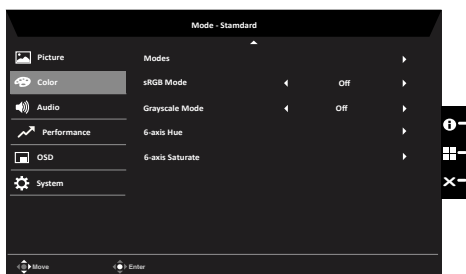 Mode - Stamdard
Picture
Modes
Color
sRGB Mode
Off
Audio
Grayscale Mode
Off
Performance
6-axis Hue
OSD
6-axis Saturate
System
Move
Enter